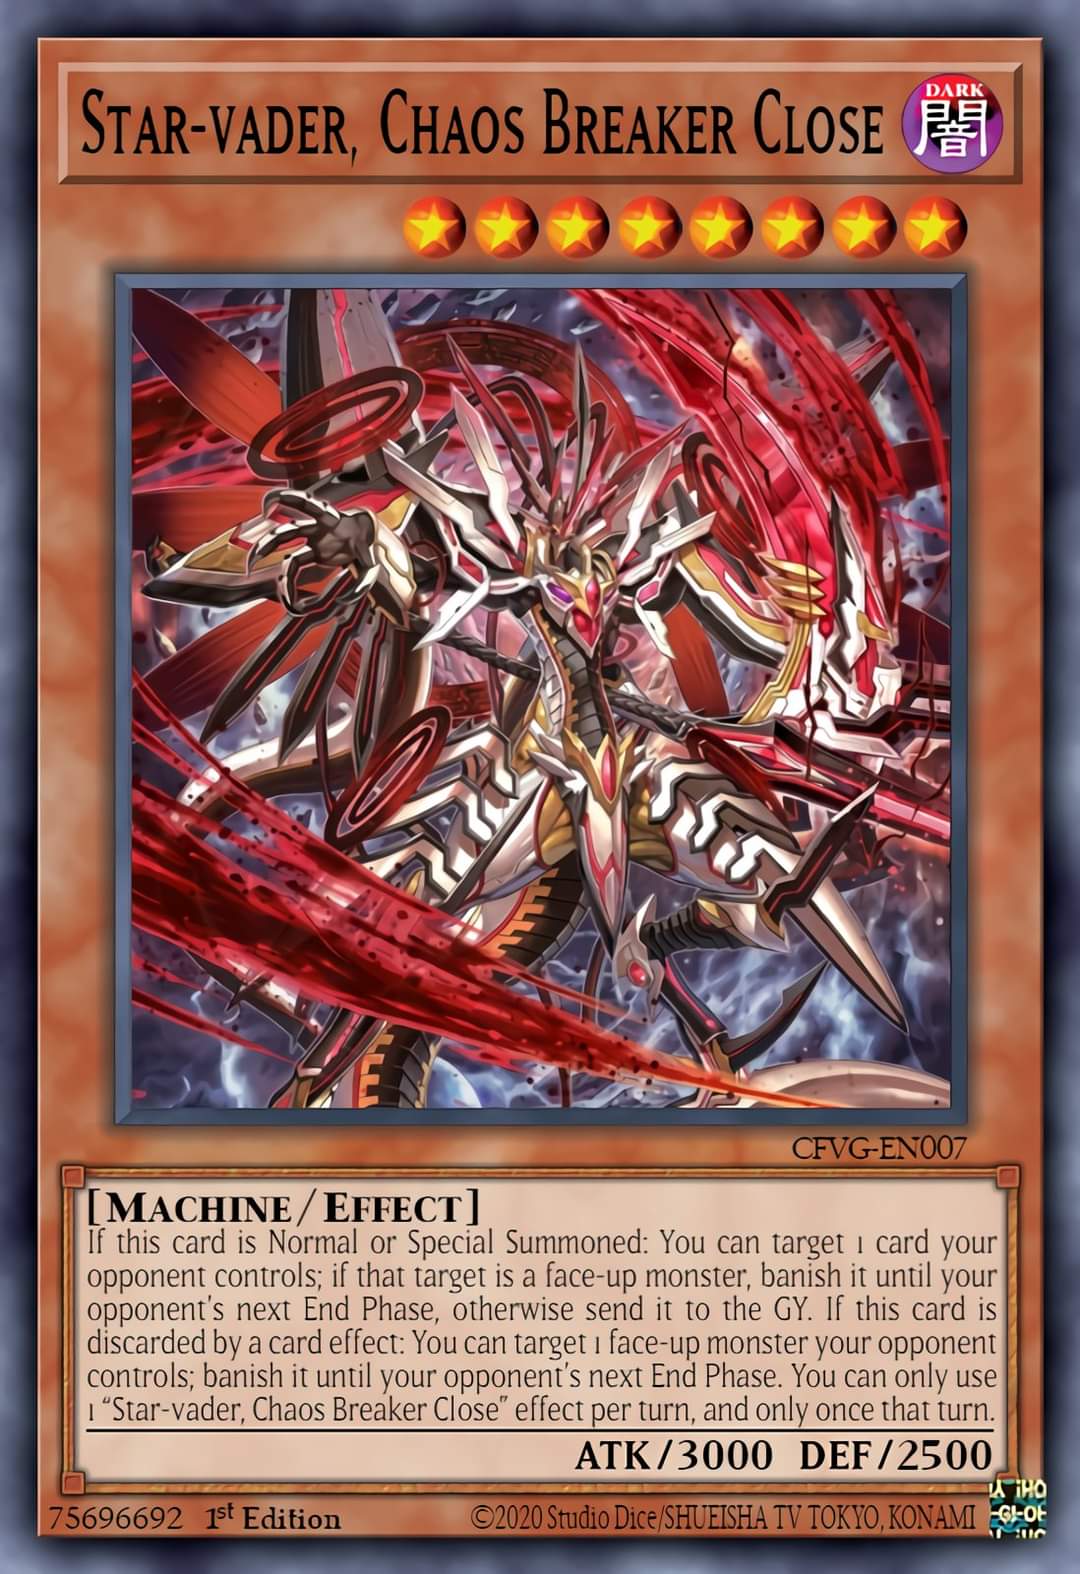 Star-vader, Chaos Breaker Close
DARK
闇
CFVG-EN007
[Machine/Effect]
If this card is Normal or Special Summoned: You can target 1 card your
opponent controls; if that target is a face-up monster, banish it until your
opponent's next End Phase, otherwise send it to the GY. If this card is
discarded by a card effect: You can target 1 face-up monster your opponent
controls; banish it until your opponent's next End Phase. You can only use
1 "Star-vader, Chaos Breaker Close" effect per turn, and only once that turn.
ATK/3000 DEF/2500
75696692 1st Edition
©2020 Studio Dice/SHUEISHA TV TOKYO, KONAMI